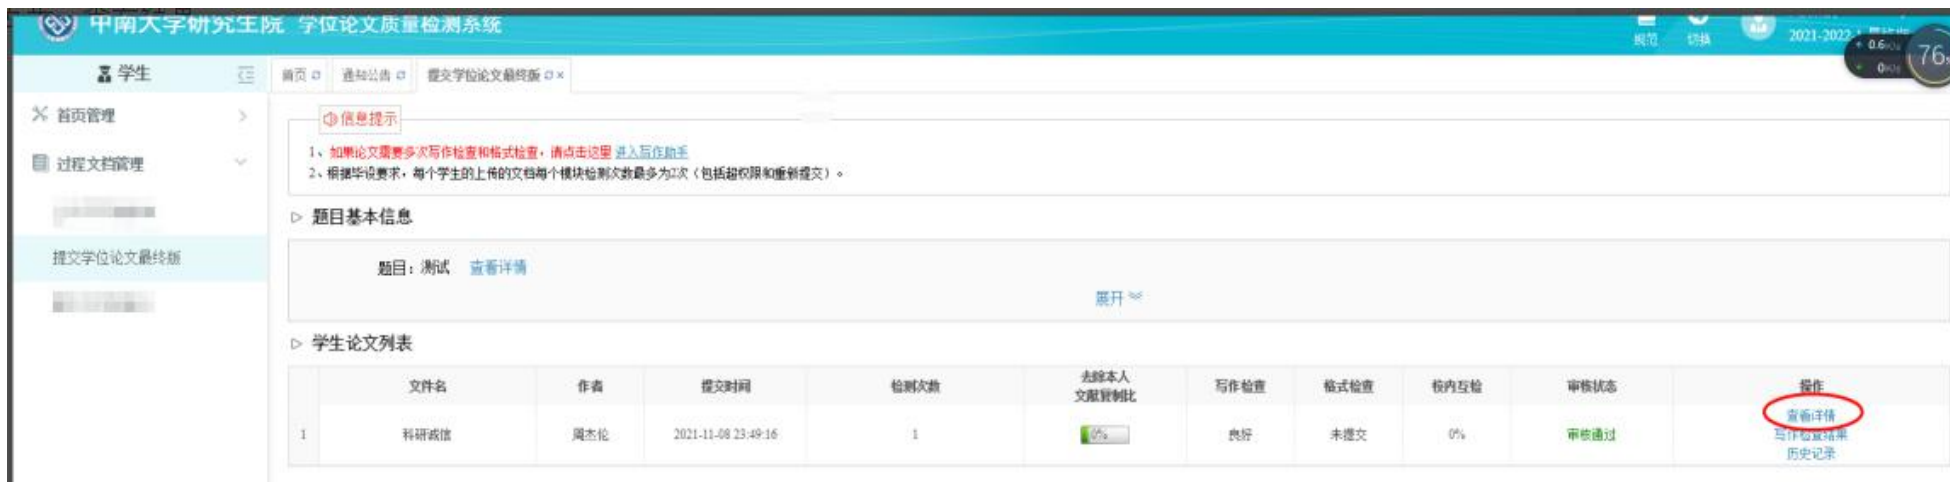 中南大学研究生院 学位论文质量检测系统
规范 切换
2021-2022
0.6
76
0
学生
首页 通知公告 提交学位论文最终版 ×
首页管理
过程文档管理
提交学位论文最终版
信息提示
1、如果论文需要多次写作检查和格式检查，请点击这里 进入写作助手
2、根据毕设要求，每个学生的上传的文档每个模块检测次数最多为2次（包括超权限和重新提交）。
题目基本信息
题目：测试 查看详情
展开
学生论文列表
文件名 作者 提交时间 检测次数 去除本人文献复制比 写作检查 格式检查 校内互检 审核状态 操作
1 科研诚信 周杰伦 2021-11-08 23:49:16 1 0% 良好 未提交 0% 审核通过 查看详情
写作检查结果
历史记录